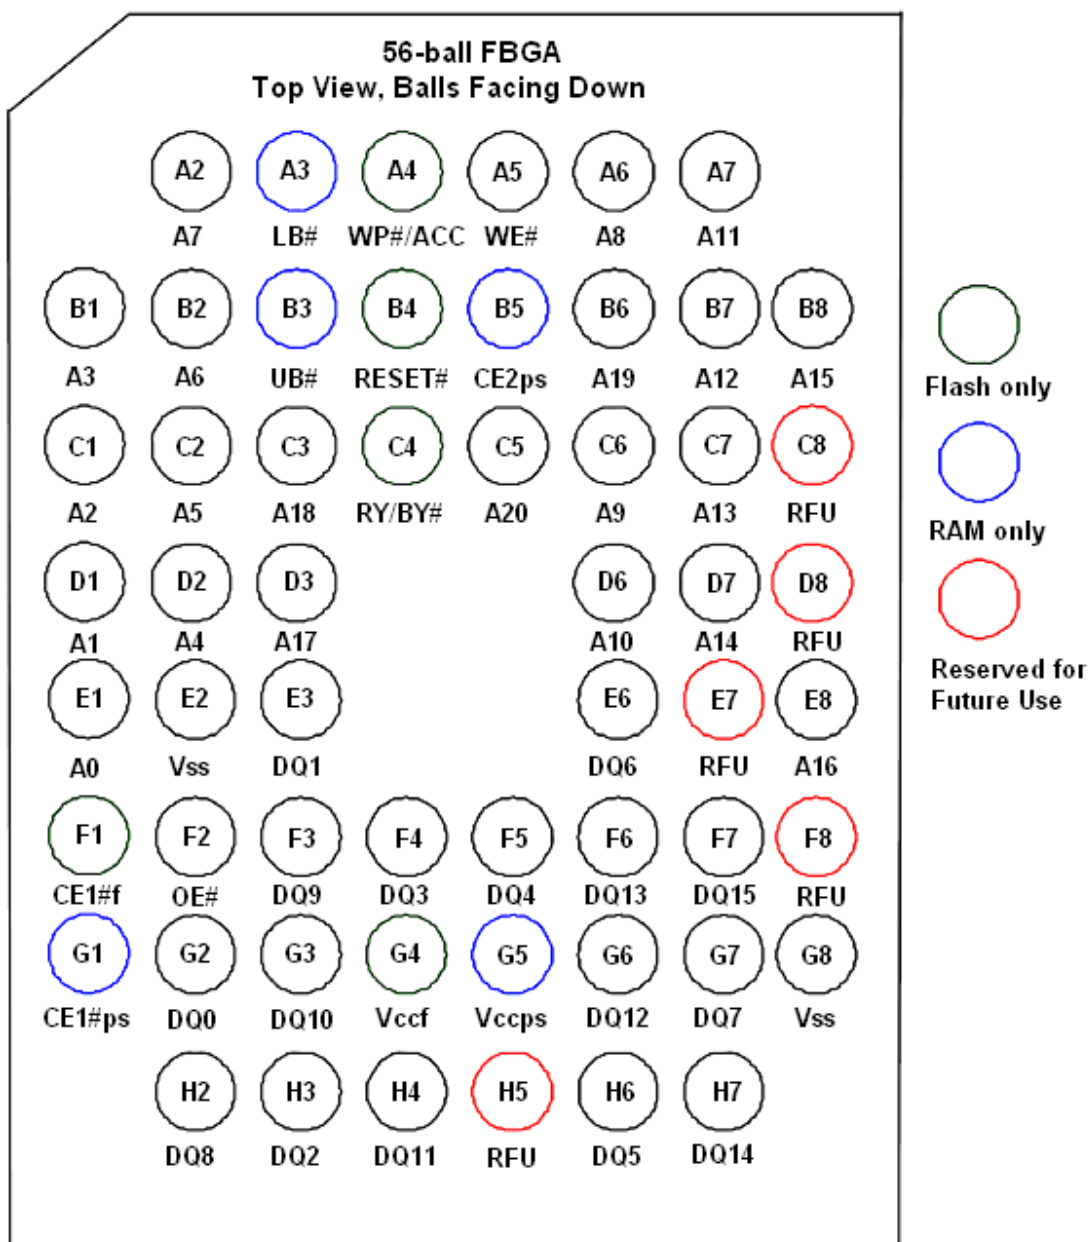 56-ball FBGA
Top View, Balls Facing Down
A2 A3 A4 A5 A6 A7
A7 LB# WP#/ACC WE# A8 A11
B1 B2 B3 B4 B5 B6 B7 B8
A3 A6 UB# RESET# CE2ps A19 A12 A15
C1 C2 C3 C4 C5 C6 C7 C8
A2 A5 A18 RY/BY# A20 A9 A13 RFU
D1 D2 D3 D6 D7 D8
A1 A4 A17 A10 A14 RFU
E1 E2 E3 E6 E7 E8
A0 Vss DQ1 DQ6 RFU A16
F1 F2 F3 F4 F5 F6 F7 F8
CE1#f OE# DQ9 DQ3 DQ4 DQ13 DQ15 RFU
G1 G2 G3 G4 G5 G6 G7 G8
CE1#ps DQ0 DQ10 Vccf Vccps DQ12 DQ7 Vss
H2 H3 H4 H5 H6 H7
DQ8 DQ2 DQ11 RFU DQ5 DQ14
Flash only
RAM only
Reserved for
Future Use